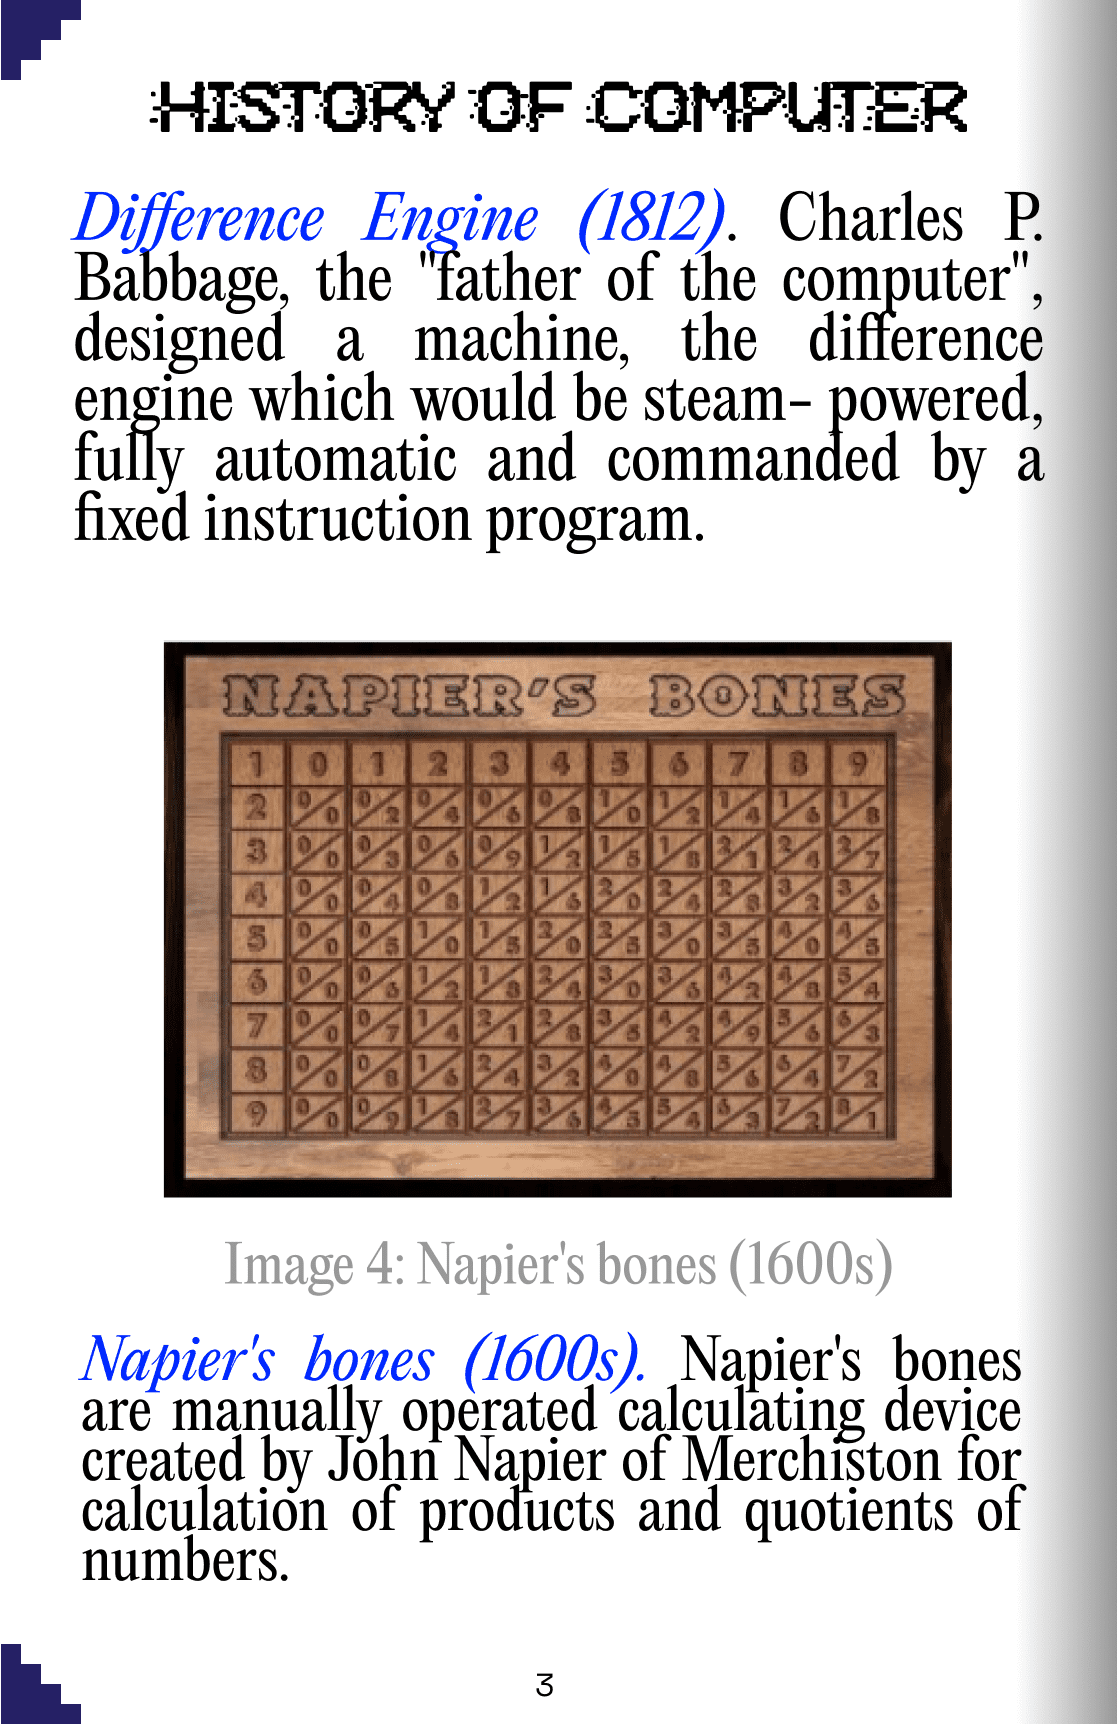 HISTORY OF COMPUTER
Difference Engine (1812). Charles P.
Babbage, the "father of the computer",
designed a machine, the difference
engine which would be steam- powered,
fully automatic and commanded by a
fixed instruction program.
NAPIER'S BONES
1 0 1 2 3 4 5 6 7 8 9
2 0/0 0/2 0/4 0/6 0/8 1/0 1/2 1/4 1/6 1/8
3 0/0 0/3 0/6 0/9 1/2 1/5 1/8 2/1 2/4 2/7
4 0/0 0/4 0/8 1/2 1/6 2/0 2/4 2/8 3/2 3/6
5 0/0 0/5 1/0 1/5 2/0 2/5 3/0 3/5 4/0 4/5
6 0/0 0/6 1/2 1/8 2/4 3/0 3/6 4/2 4/8 5/4
7 0/0 0/7 1/4 2/1 2/8 3/5 4/2 4/9 5/6 6/3
8 0/0 0/8 1/6 2/4 3/2 4/0 4/8 5/6 6/4 7/2
9 0/0 0/9 1/8 2/7 3/6 4/5 5/4 6/3 7/2 8/1
Image 4: Napier's bones (1600s)
Napier's bones (1600s). Napier's bones
are manually operated calculating device
created by John Napier of Merchiston for
calculation of products and quotients of
numbers.
3